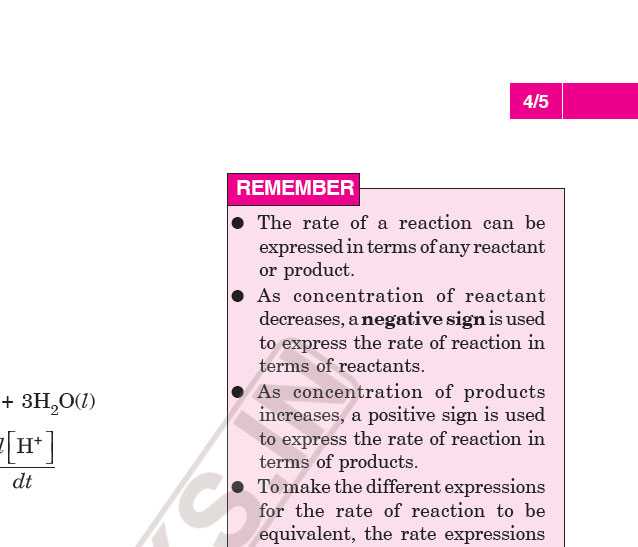 4/5
REMEMBER
● The rate of a reaction can be
expressed in terms of any reactant
or product.
● As concentration of reactant
decreases, a negative sign is used
to express the rate of reaction in
terms of reactants.
● As concentration of products
increases, a positive sign is used
to express the rate of reaction in
terms of products.
● To make the different expressions
for the rate of reaction to be
equivalent, the rate expressions
+ 3H₂O(l)
[H⁺]
dt